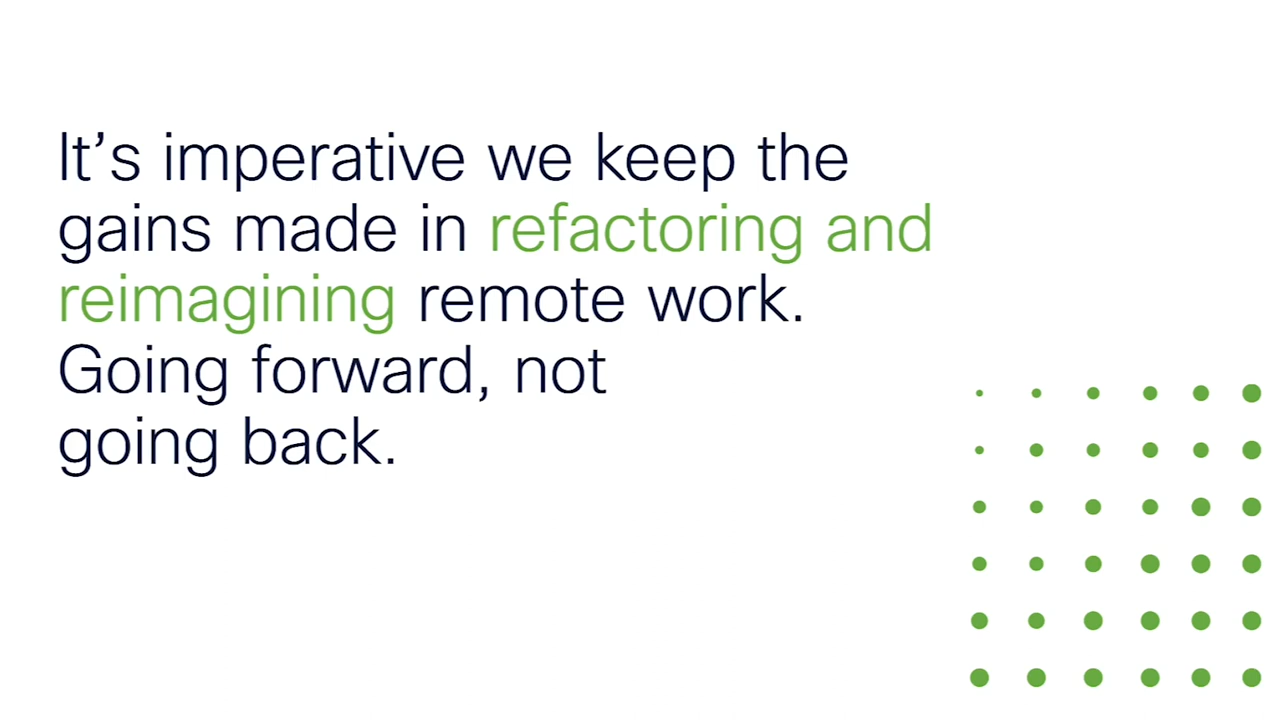 It’s imperative we keep the
gains made in refactoring and
reimagining remote work.
Going forward, not
going back.